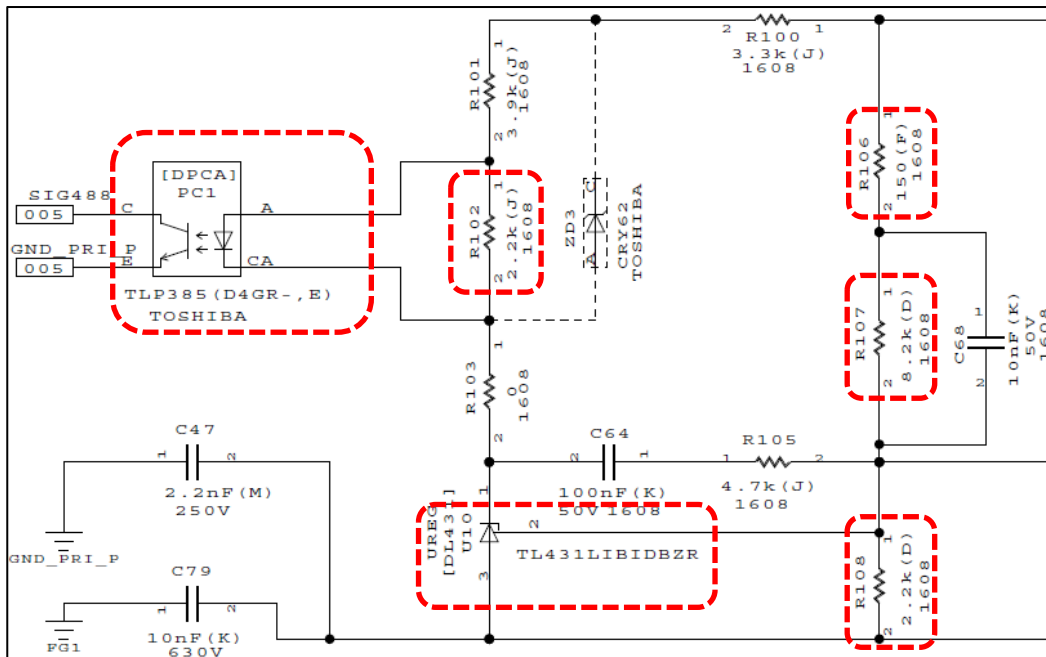 2
R100
1
3.3k(J)
1608
1
R101
3.9k(J)
1608
2
1
R106
150(F)
1608
2
[DPCA]
PC1
SIG488
005
C
A
GND_PRI_P
005
E
CA
TLP385(D4GR-,E)
TOSHIBA
1
R102
2.2k(J)
1608
2
C
ZD3
A
CRY62
TOSHIBA
1
R107
8.2k(D)
1608
2
1
C68
2
10nF(K)
50V
1608
1
R103
0
1608
2
C47
1
2
2.2nF(M)
250V
GND_PRI_P
C64
2
1
100nF(K)
50V 1608
R105
1
2
4.7k(J)
1608
UREG
[DL431]
U10
1
2
3
TL431LIBIDBZR
1
R108
2.2k(D)
1608
2
C79
1
2
10nF(K)
630V
FG1